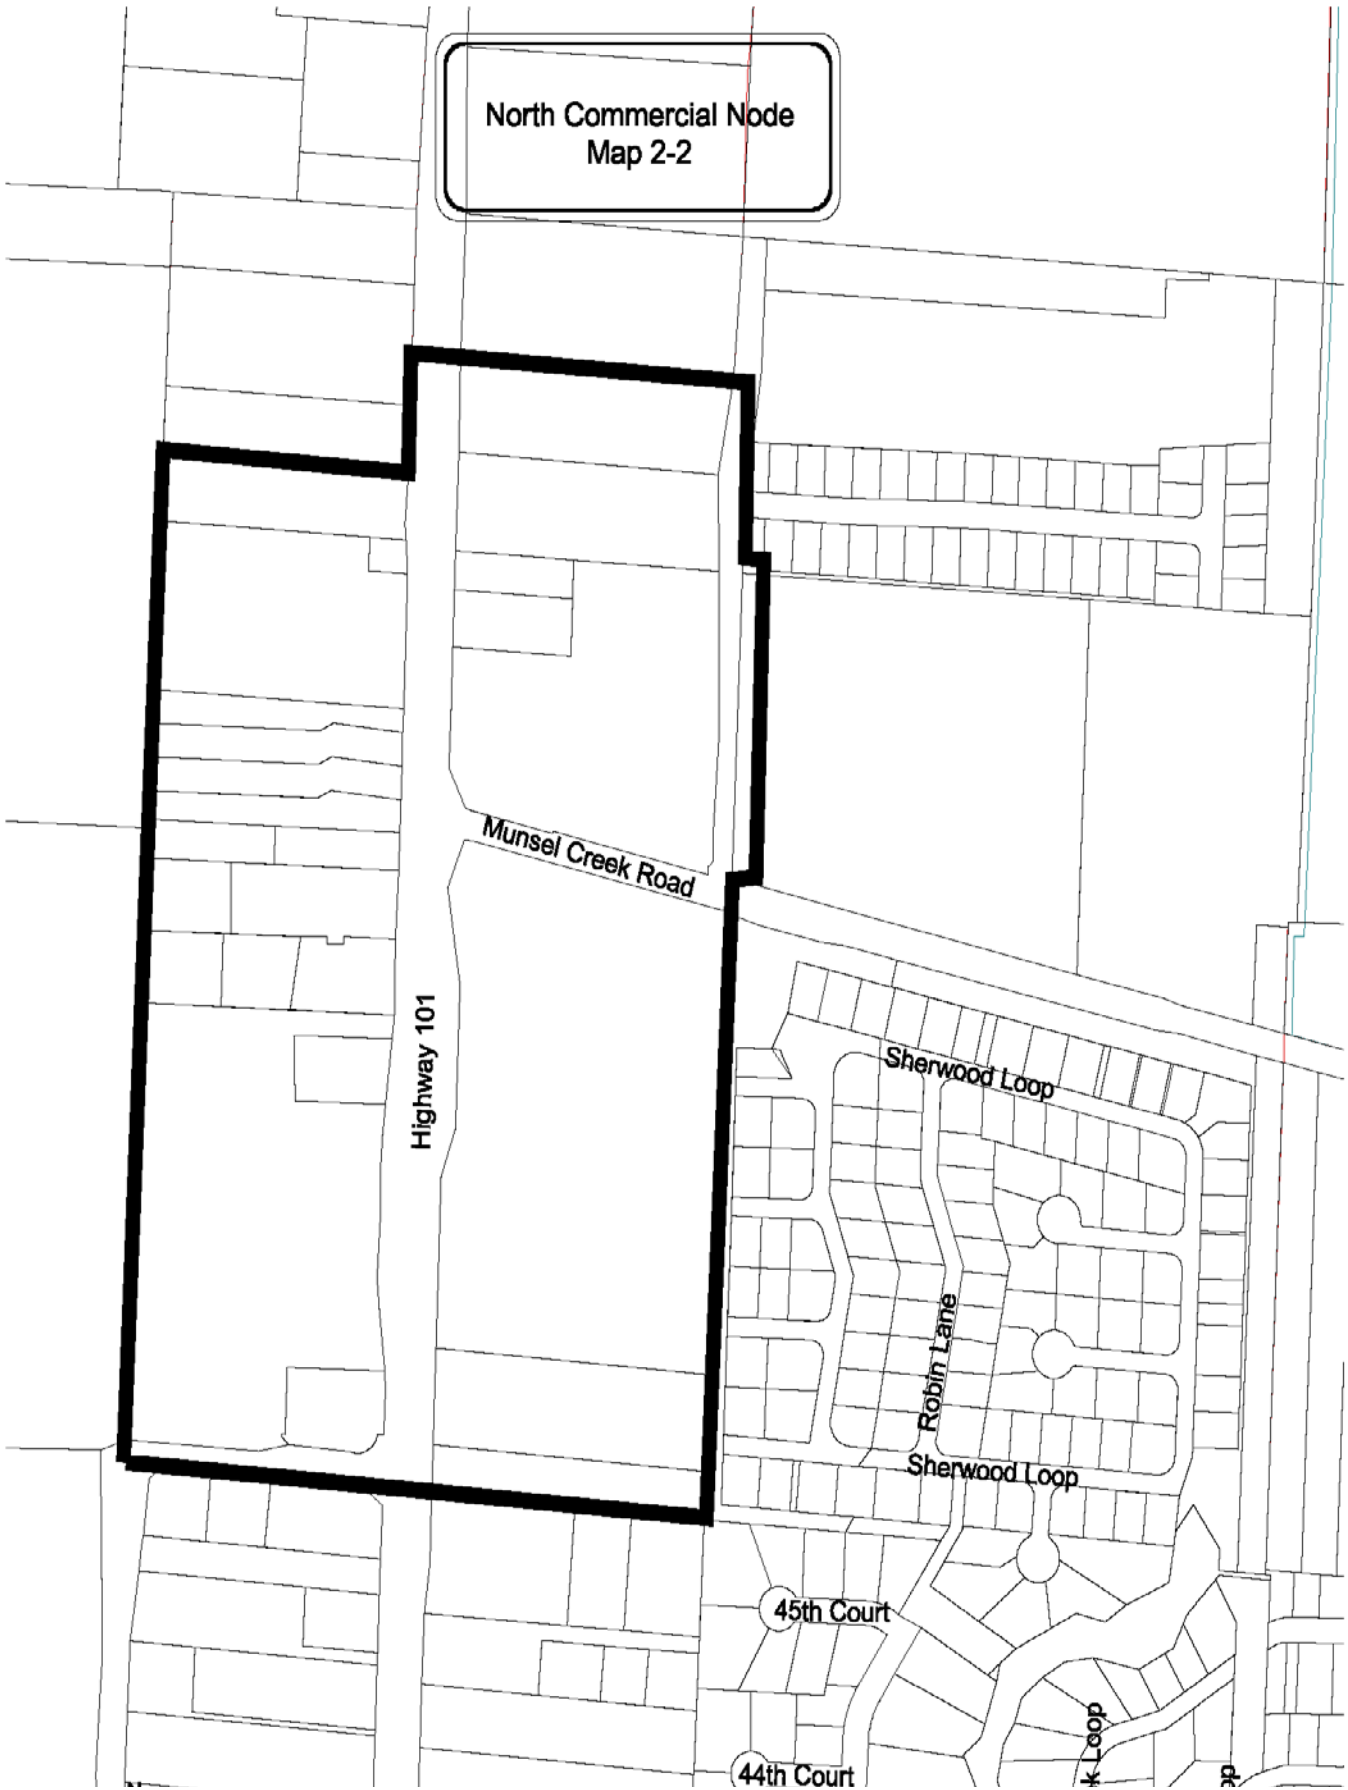 North Commercial Node
Map 2-2
Munsel Creek Road
Highway 101
Sherwood Loop
Robin Lane
Sherwood Loop
45th Court
Loop
44th Court